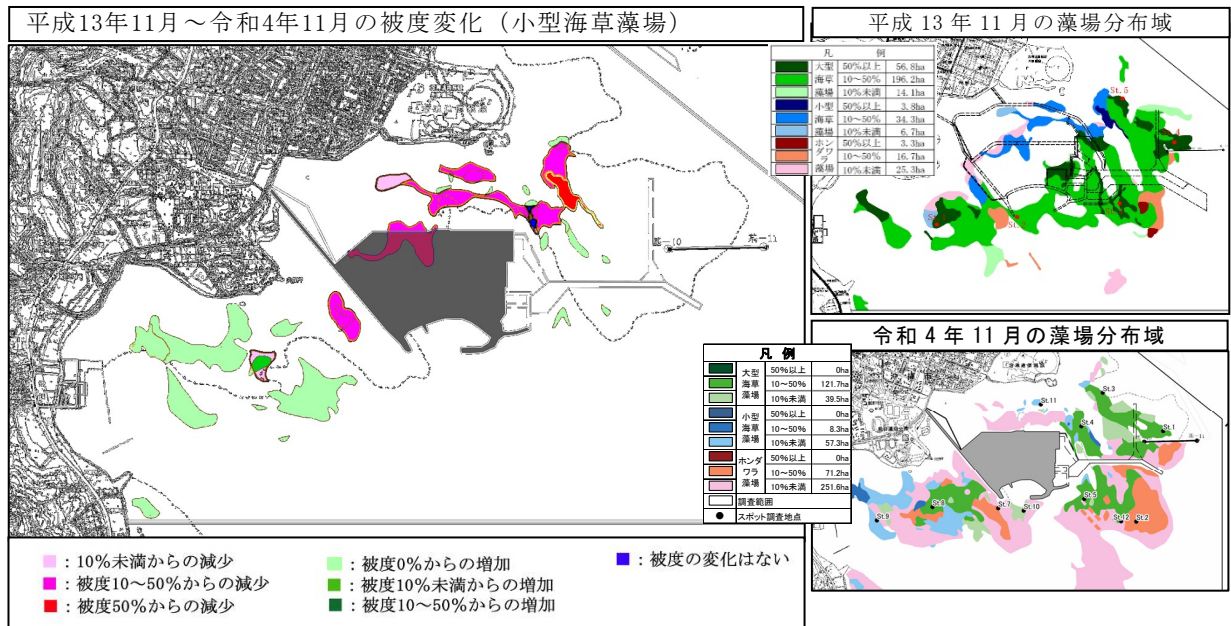 平成13年11月~令和4年11月の被度変化(小型海草藻場)
基-10
基-11
:10%未満からの減少
:被度10~50%からの減少
:被度50%からの減少
:被度0%からの増加
:被度10%未満からの増加
:被度10~50%からの増加
:被度の変化はない
平成 13 年 11 月の藻場分布域
凡 例
大型 50%以上 56.8ha
海草 10~50% 196.2ha
藻場 10%未満 14.1ha
小型 50%以上 3.8ha
海草 10~50% 34.3ha
藻場 10%未満 6.7ha
ホン 50%以上 3.3ha
ダワラ 10~50% 16.7ha
藻場 10%未満 25.3ha
St.5
令和 4 年 11 月の藻場分布域
凡 例
大型 50%以上 0ha
海草 10~50% 121.7ha
藻場 10%未満 39.5ha
小型 50%以上 0ha
海草 10~50% 8.3ha
藻場 10%未満 57.3ha
ホンダ 50%以上 0ha
ワラ 10~50% 71.2ha
藻場 10%未満 251.6ha
調査範囲
スポット調査地点
St.3
St.11
St.4
St.1
St.5
St.6
St.7
St.10
St.9
St.12
St.2